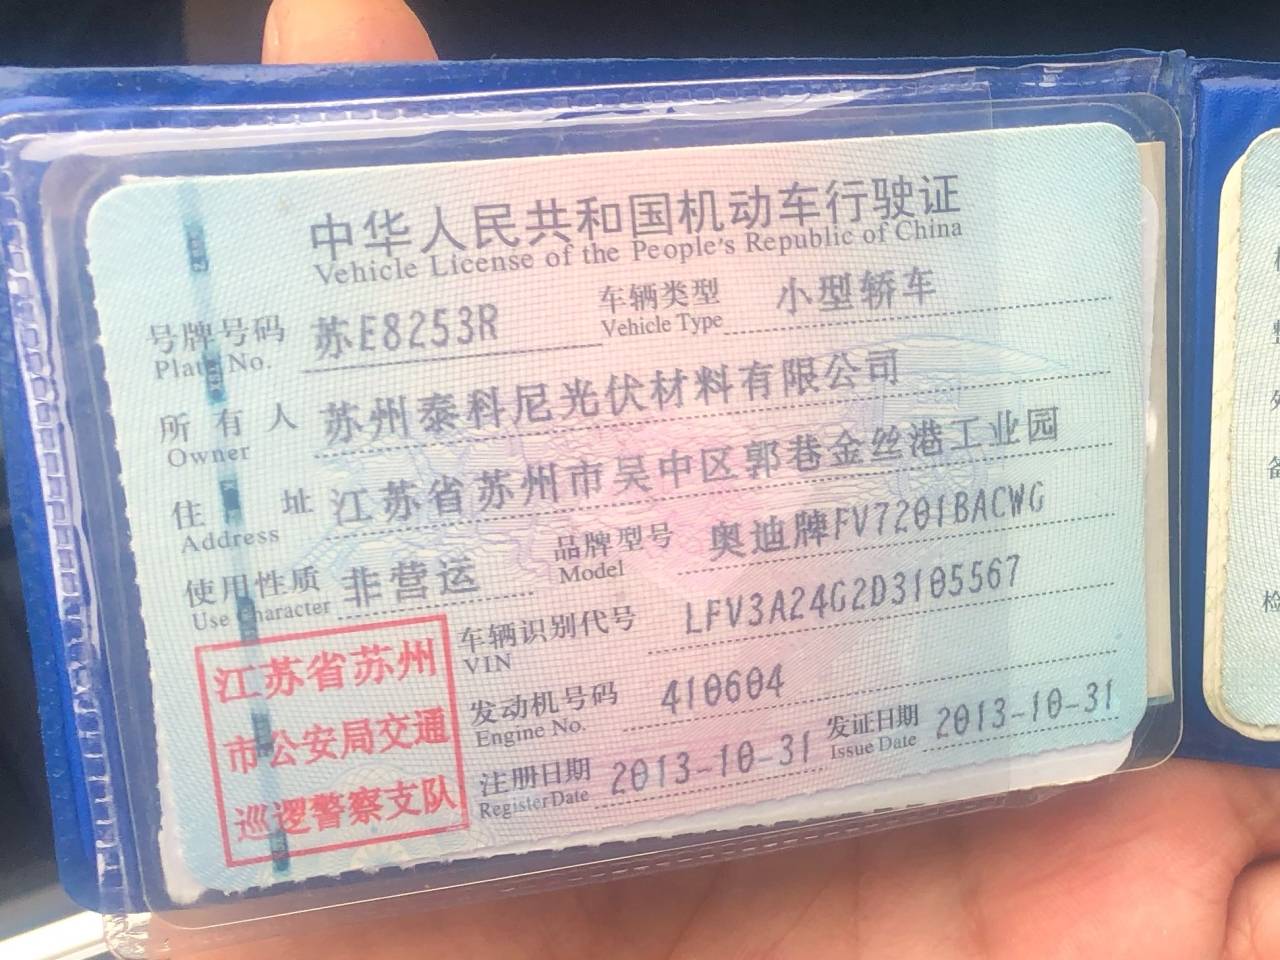 中华人民共和国机动车行驶证
Vehicle License of the People's Republic of China
号牌号码 苏E8253R 车辆类型 小型轿车
Plate No. Vehicle Type
所有人 苏州泰科尼光伏材料有限公司
Owner
住址 江苏省苏州市吴中区郭巷金丝港工业园
Address
使用性质 非营运 品牌型号 奥迪牌FV7201BACWG
Use Character Model
车辆识别代号 LFV3A24G2D3105567
VIN
发动机号码 410604
Engine No.
注册日期 2013-10-31 发证日期 2013-10-31
Register Date Issue Date
江苏省苏州
市公安局交通
巡逻警察支队